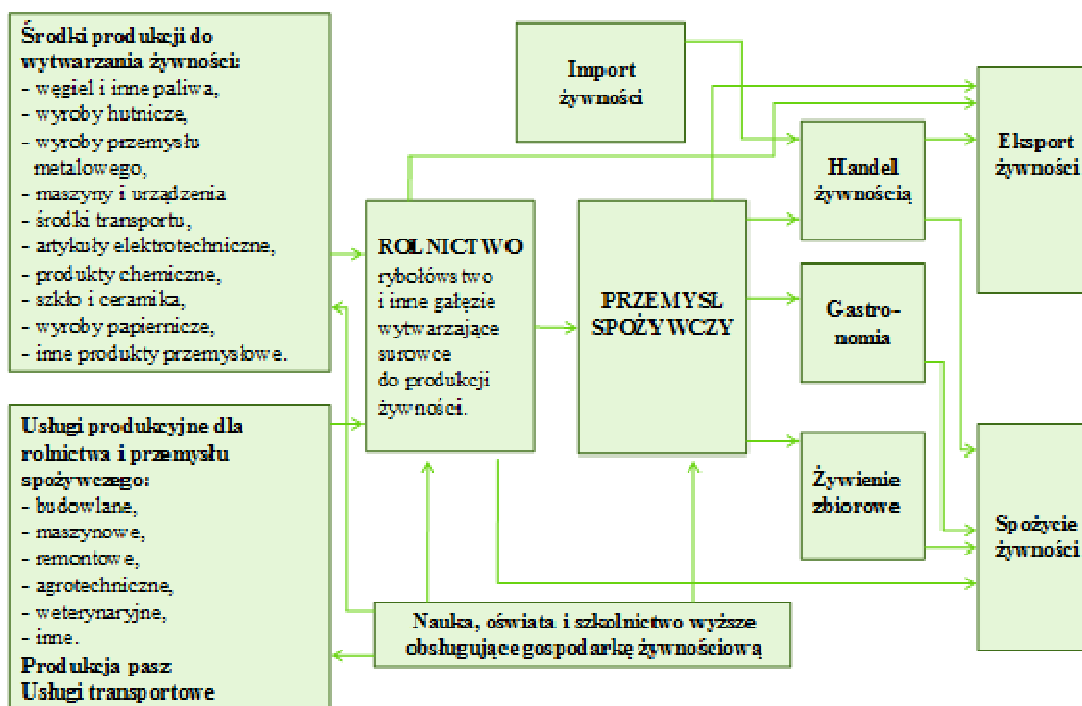 Środki produkcji do
wytwarzania żywności:
– węgiel i inne paliwa,
– wyroby hutnicze,
– wyroby przemysłu
metalowego,
– maszyny i urządzenia
– środki transportu,
– artykuły elektrotechniczne,
– produkty chemiczne,
– szkło i ceramika,
– wyroby papiernicze,
– inne produkty przemysłowe.
Usługi produkcyjne dla
rolnictwa i przemysłu
spożywczego:
– budowlane,
– maszynowe,
– remontowe,
– agrotechniczne,
– weterynaryjne,
– inne.
Produkcja pasz
Usługi transportowe
ROLNICTWO
rybołówstwo
i inne gałęzie
wytwarzające
surowce
do produkcji
żywności.
Import
żywności
PRZEMYSŁ
SPOŻYWCZY
Handel
żywnością
Gastro-
nomia
Żywienie
zbiorowe
Eksport
żywności
Spożycie
żywności
Nauka, oświata i szkolnictwo wyższe
obsługujące gospodarkę żywnościową